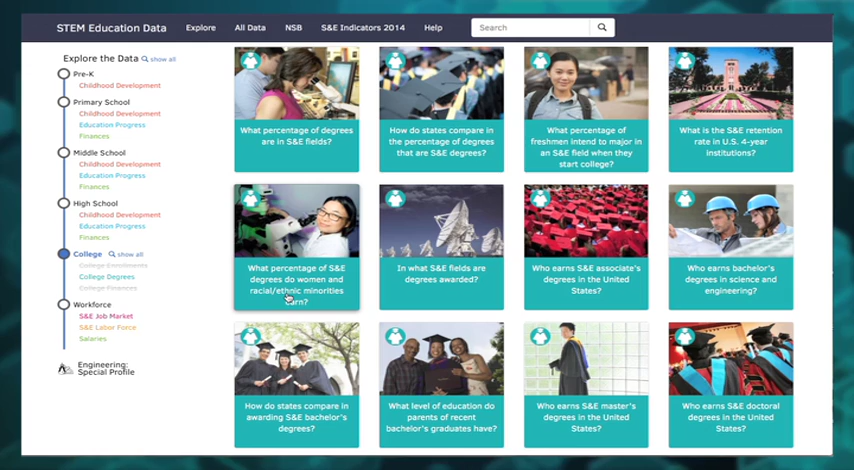 STEM Education Data
Explore
All Data
NSB
S&E Indicators 2014
Help
Search
Explore the Data
show all
Pre-K
Childhood Development
Primary School
Childhood Development
Education Progress
Finances
Middle School
Childhood Development
Education Progress
Finances
High School
Childhood Development
Education Progress
Finances
College
show all
College Enrollments
College Degrees
College Finances
Workforce
S&E Job Market
S&E Labor Force
Salaries
Engineering:
Special Profile
What percentage of degrees
are in S&E fields?
How do states compare in
the percentage of degrees
that are S&E degrees?
What percentage of
freshmen intend to major in
an S&E field when they
start college?
What is the S&E retention
rate in U.S. 4-year
institutions?
What percentage of S&E
degrees do women and
racial/ethnic minorities
earn?
In what S&E fields are
degrees awarded?
Who earns S&E associate's
degrees in the United
States?
Who earns bachelor's
degrees in science and
engineering?
How do states compare in
awarding S&E bachelor's
degrees?
What level of education do
parents of recent
bachelor's graduates have?
Who earns S&E master's
degrees in the United
States?
Who earns S&E doctoral
degrees in the United
States?